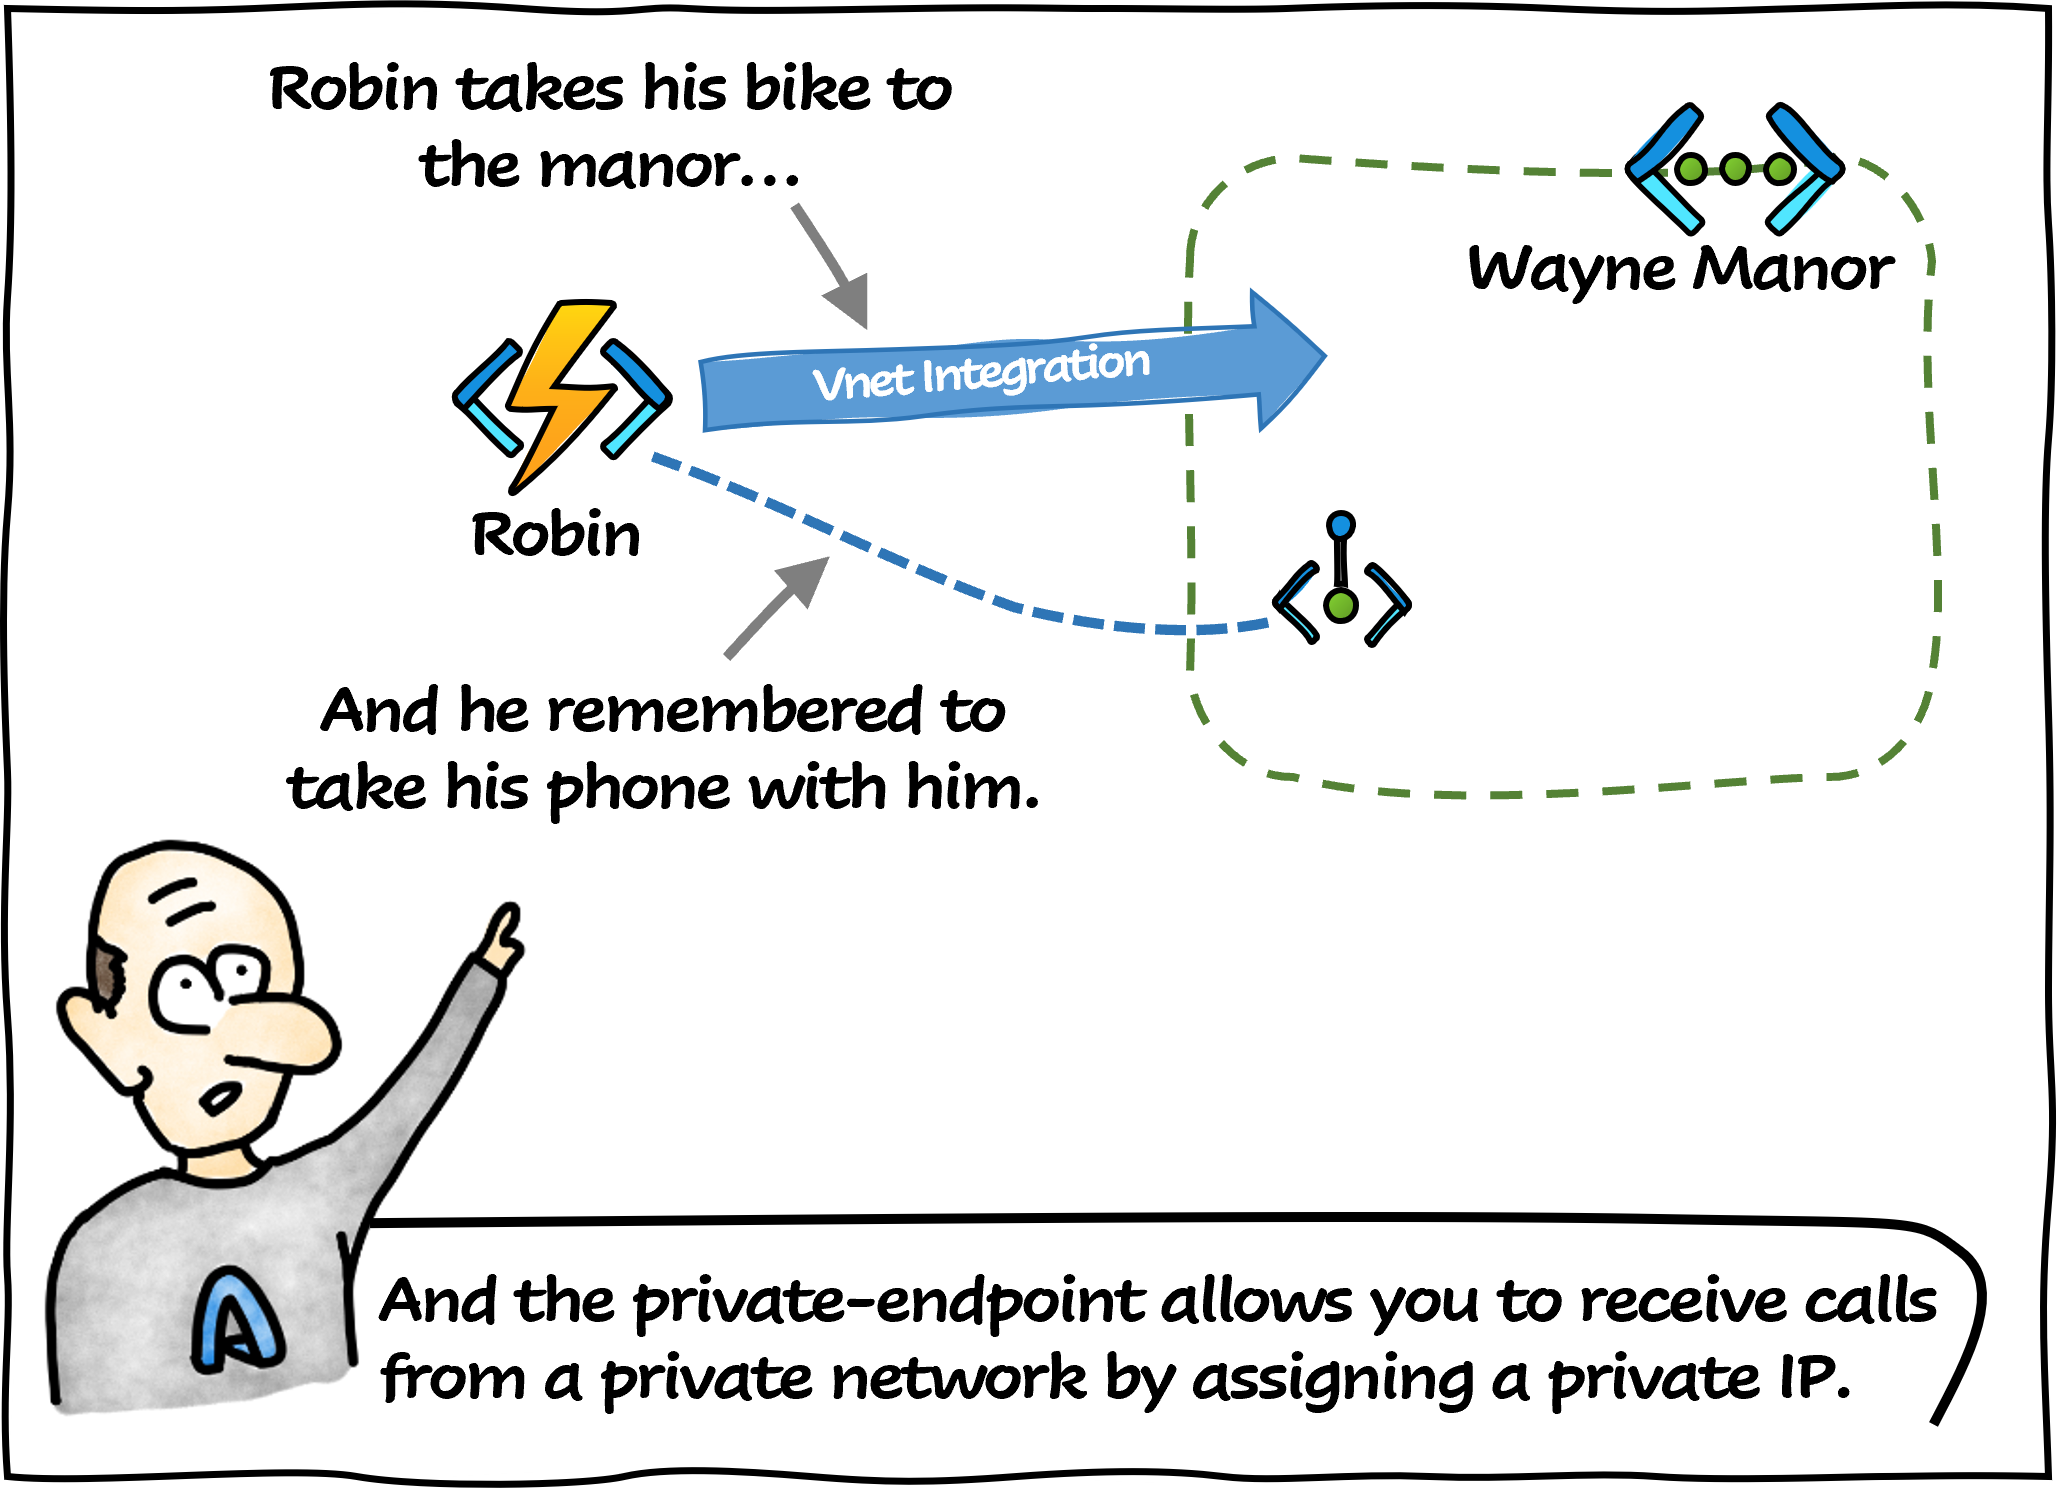 Robin takes his bike to
the manor...
Wayne Manor
Vnet Integration
Robin
And he remembered to
take his phone with him.
A
And the private-endpoint allows you to receive calls
from a private network by assigning a private IP.